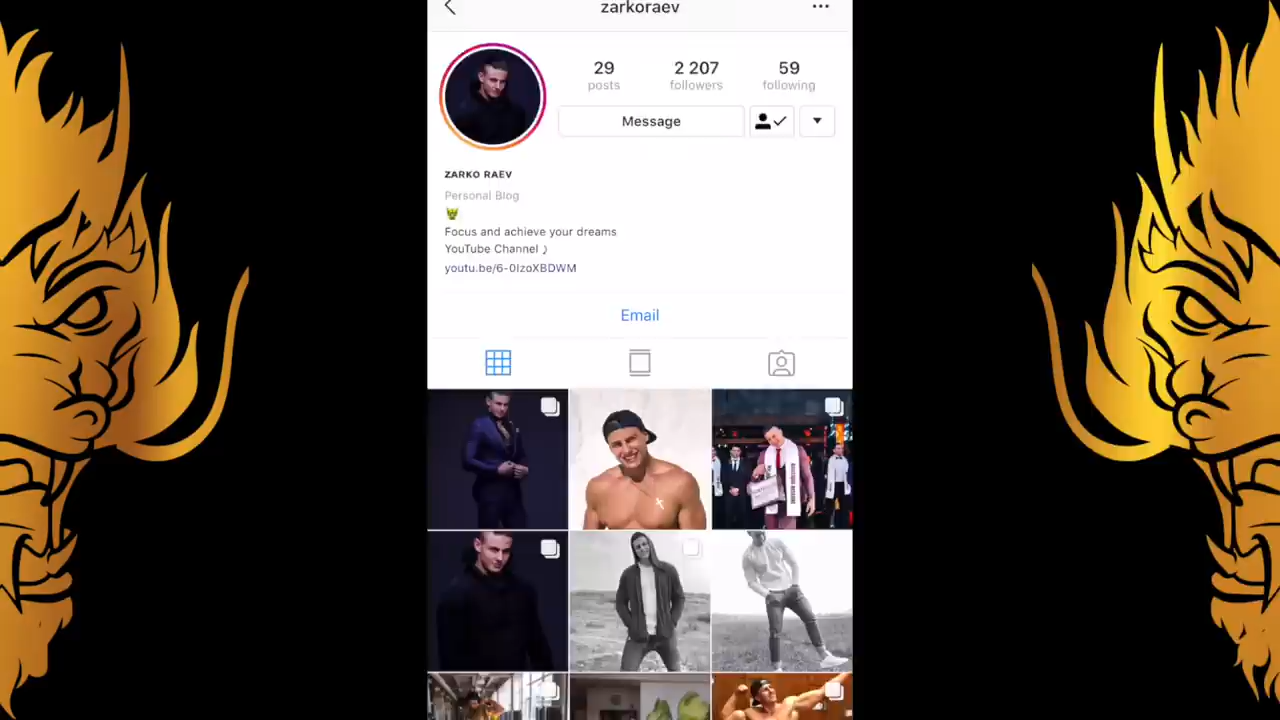 zarkoraev
29 2 207 59
posts followers following
Message
ZARKO RAEV
Personal Blog
Focus and achieve your dreams
YouTube Channel
youtu.be/6-0IzoXBDWM
Email